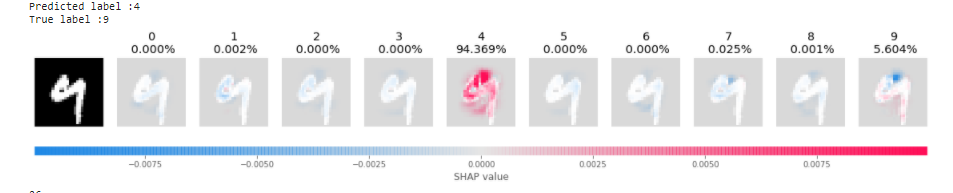 Predicted label :4
True label :9
0 1 2 3 4 5 6 7 8 9
0.000% 0.002% 0.000% 0.000% 94.369% 0.000% 0.000% 0.025% 0.001% 5.604%
−0.0075 −0.0050 −0.0025 0.0000 0.0025 0.0050 0.0075
SHAP value